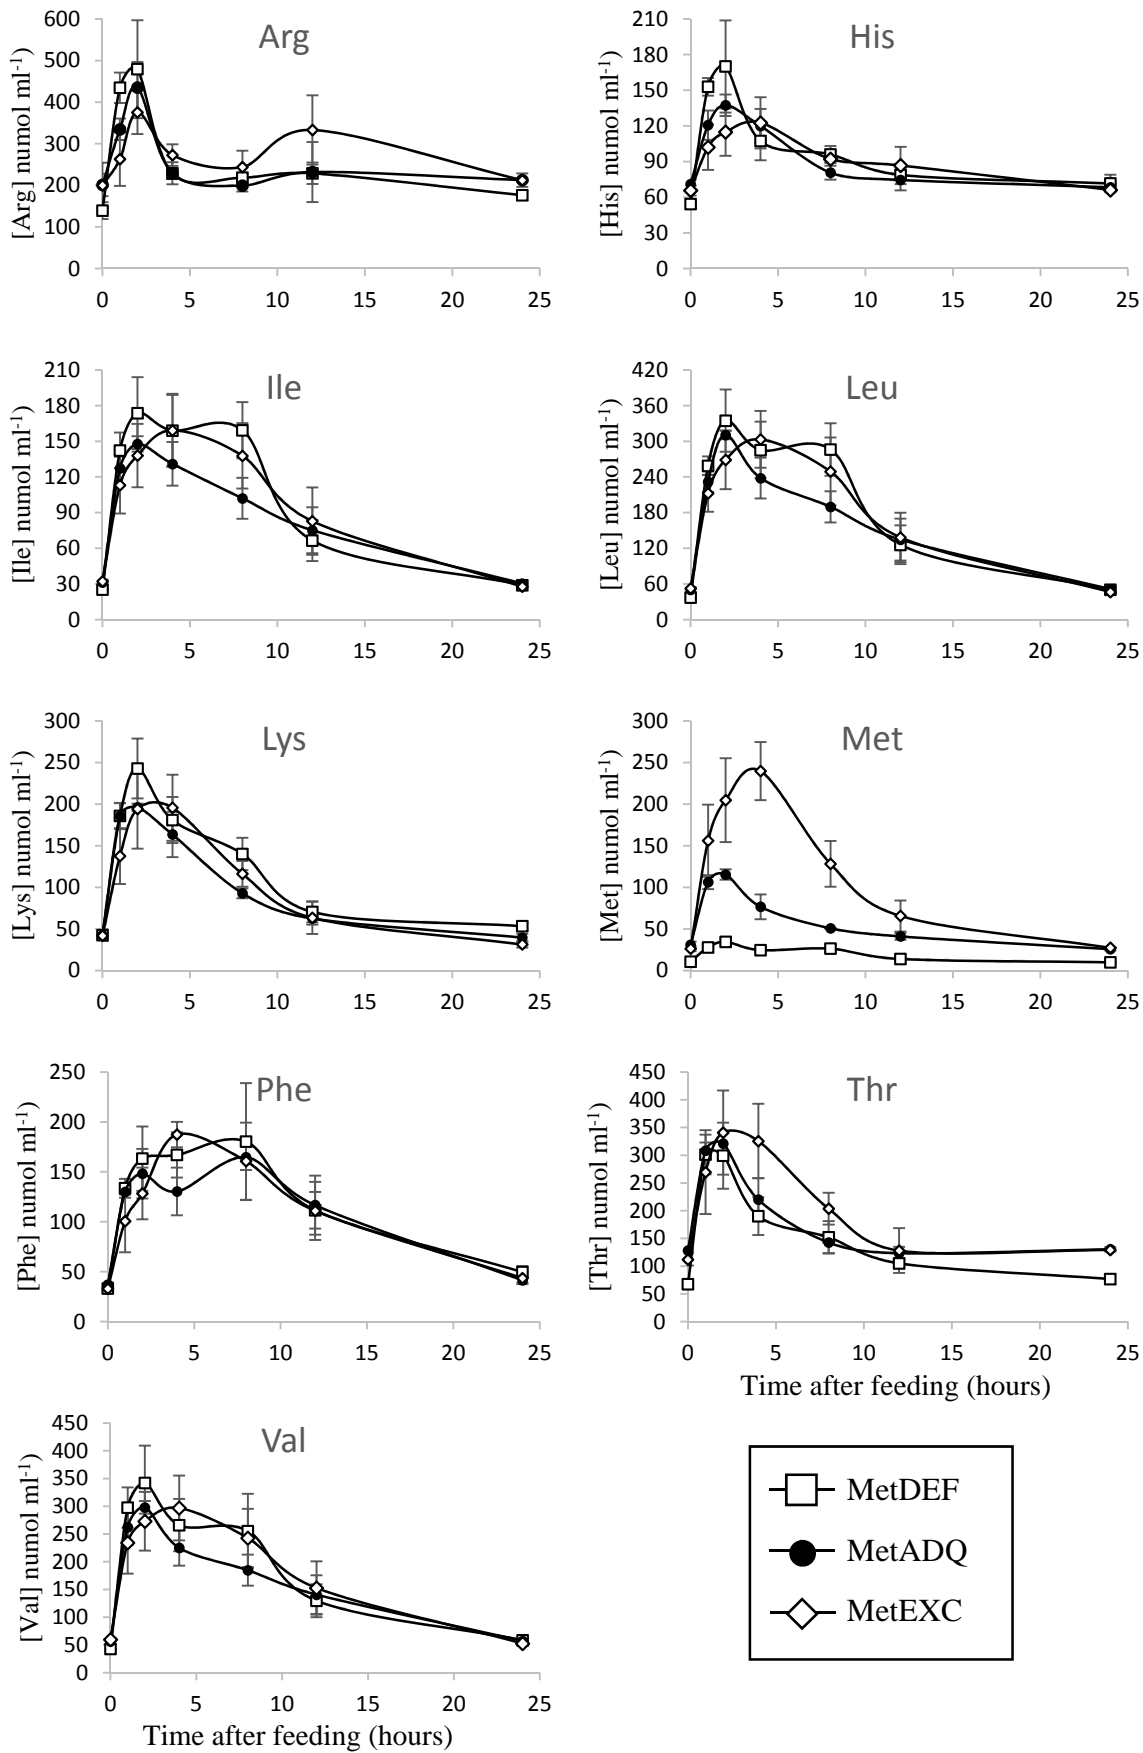 Arg
[Arg] numol ml-1)
600
500
400
300
200
100
0
0 5 10 15 20 25
His
[His] numol ml-1)
210
180
150
120
90
60
30
0
0 5 10 15 20 25
Ile
[Ile] numol ml-1)
210
180
150
120
90
60
30
0
0 5 10 15 20 25
Leu
[Leu] numol ml-1)
420
360
300
240
180
120
60
0
0 5 10 15 20 25
Lys
[Lys] numol ml-1)
300
250
200
150
100
50
0
0 5 10 15 20 25
Met
[Met] numol ml-1)
300
250
200
150
100
50
0
0 5 10 15 20 25
Phe
[Phe] numol ml-1)
250
200
150
100
50
0
0 5 10 15 20 25
Thr
[Thr] numol ml-1)
450
400
350
300
250
200
150
100
50
0
0 5 10 15 20 25
Time after feeding (hours)
Val
[Val] numol ml-1)
450
400
350
300
250
200
150
100
50
0
0 5 10 15 20 25
Time after feeding (hours)
MetDEF
MetADQ
MetEXC